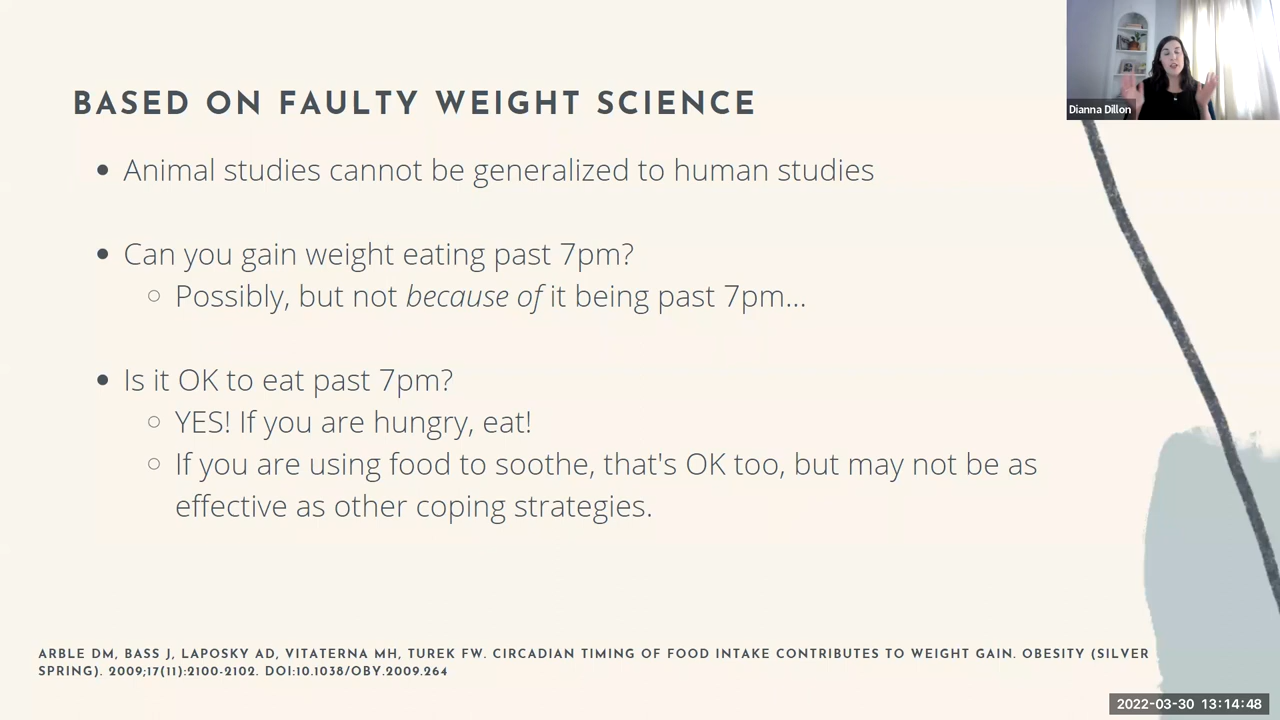 Dianna Dillon
BASED ON FAULTY WEIGHT SCIENCE
• Animal studies cannot be generalized to human studies
• Can you gain weight eating past 7pm?
○ Possibly, but not because of it being past 7pm...
• Is it OK to eat past 7pm?
○ YES! If you are hungry, eat!
○ If you are using food to soothe, that's OK too, but may not be as
effective as other coping strategies.
ARBLE DM, BASS J, LAPOSKY AD, VITATERNA MH, TUREK FW. CIRCADIAN TIMING OF FOOD INTAKE CONTRIBUTES TO WEIGHT GAIN. OBESITY (SILVER
SPRING). 2009;17(11):2100-2102. DOI:10.1038/OBY.2009.264
2022-03-30 13:14:48